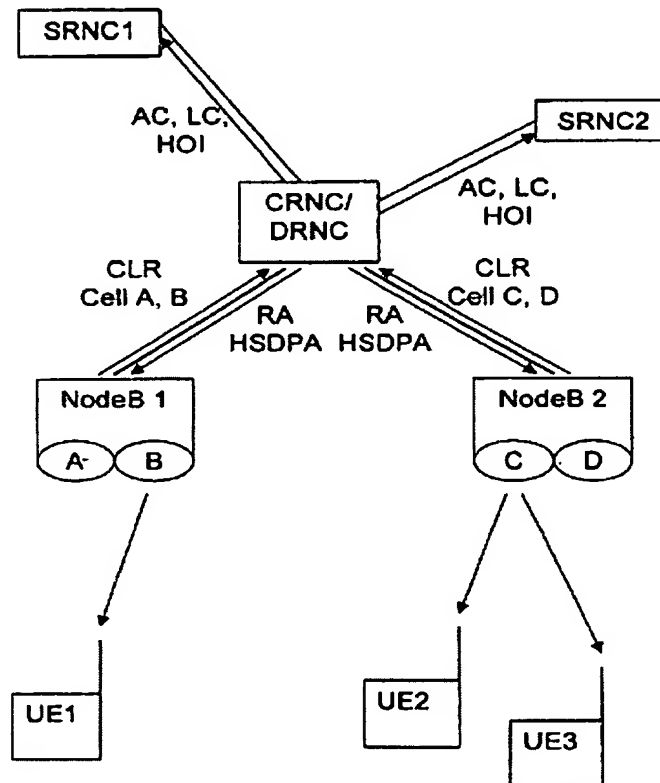 SRNC1
AC, LC,
HOI
SRNC2
AC, LC,
HOI
CRNC/
DRNC
CLR
Cell A, B
CLR
Cell C, D
RA
HSDPA
RA
HSDPA
NodeB 1
NodeB 2
A
B
C
D
UE1
UE2
UE3